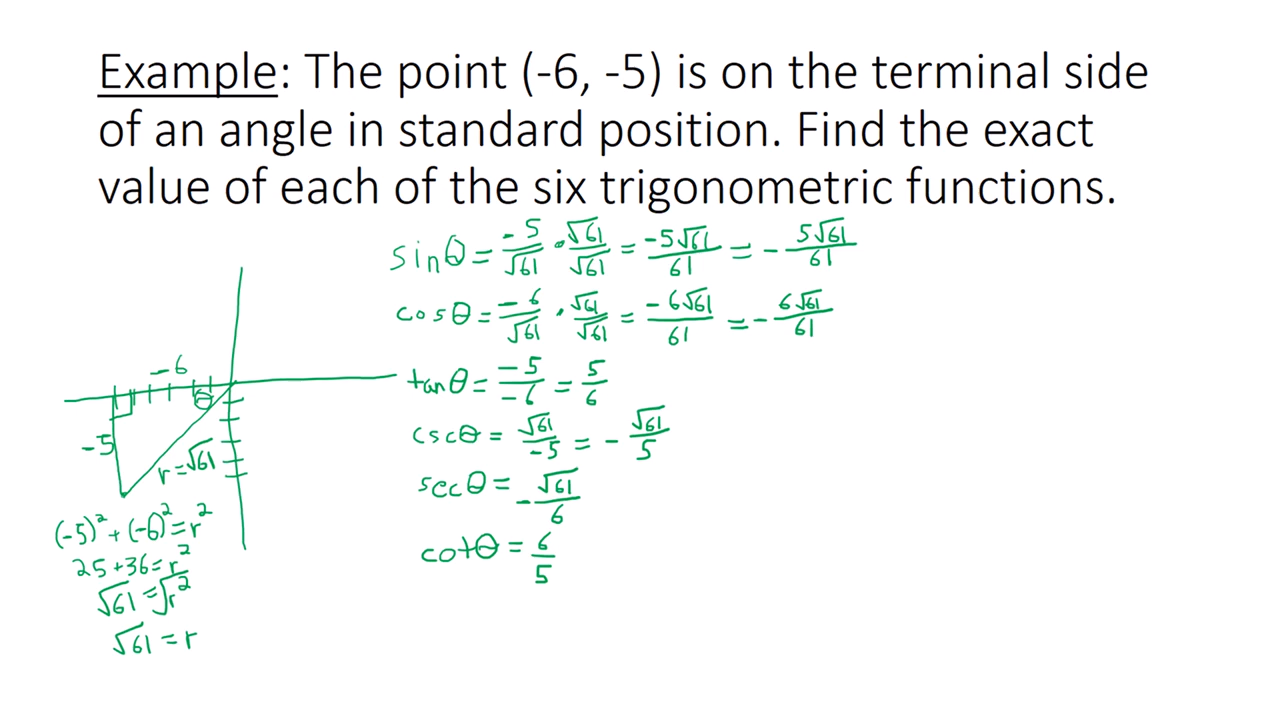 Example: The point (-6, -5) is on the terminal side
of an angle in standard position. Find the exact
value of each of the six trigonometric functions.
sinθ = -5/√61 · √61/√61 = -5√61/61 = - 5√61/61
cosθ = -6/√61 · √61/√61 = -6√61/61 = - 6√61/61
tanθ = -5/-6 = 5/6
cscθ = √61/-5 = - √61/5
secθ = - √61/6
cotθ = 6/5
-6
θ
-5
r = √61
(-5)² + (-6)² = r²
25 + 36 = r²
√61 = √r²
√61 = r